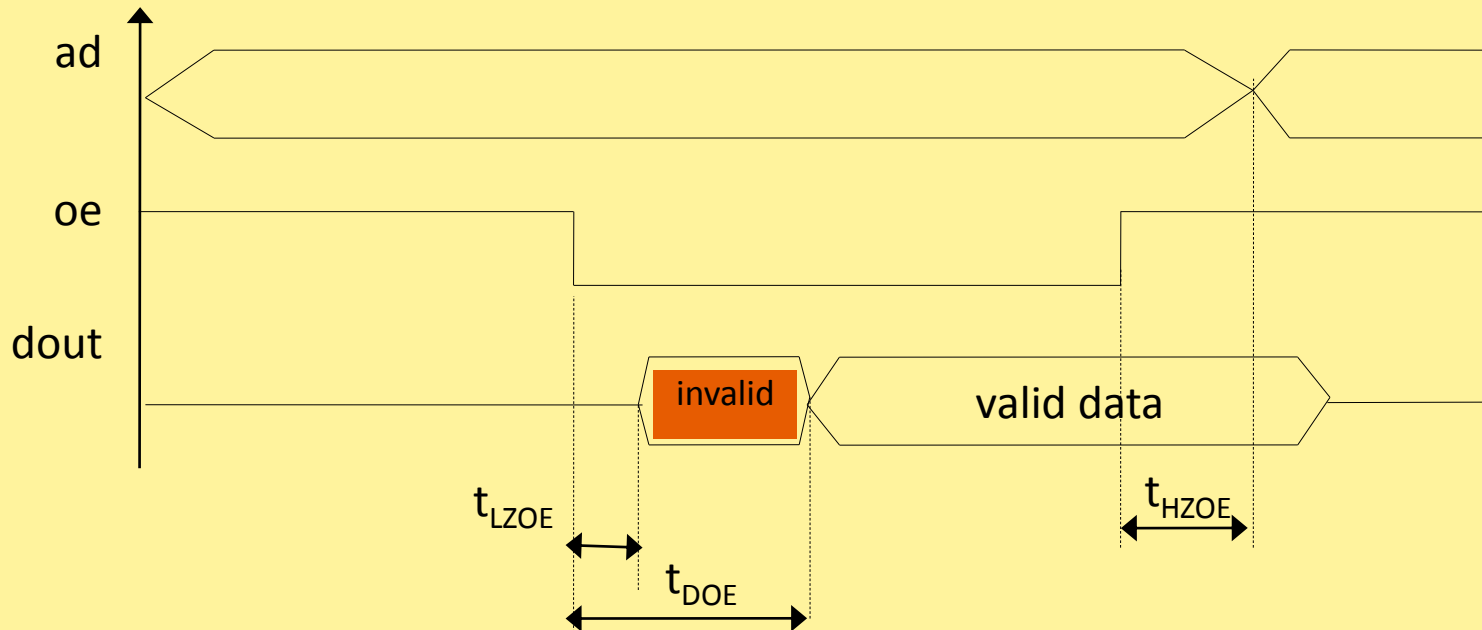 ad
oe
dout
invalid
valid data
tLZOE
tHZOE
tDOE